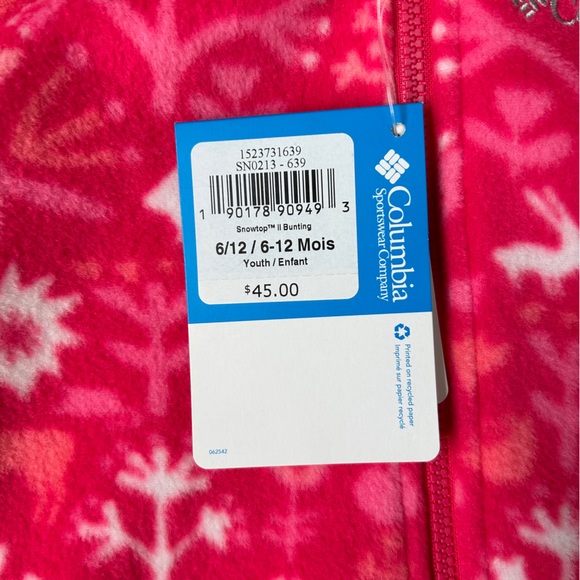 1523731639
SN0213 - 639
1 90178 90949 3
Snowtop™ II Bunting
6/12 / 6-12 Mois
Youth / Enfant
$45.00
Columbia
Sportswear Company
Printed on recycled paper
Imprimé sur papier recyclé
062542